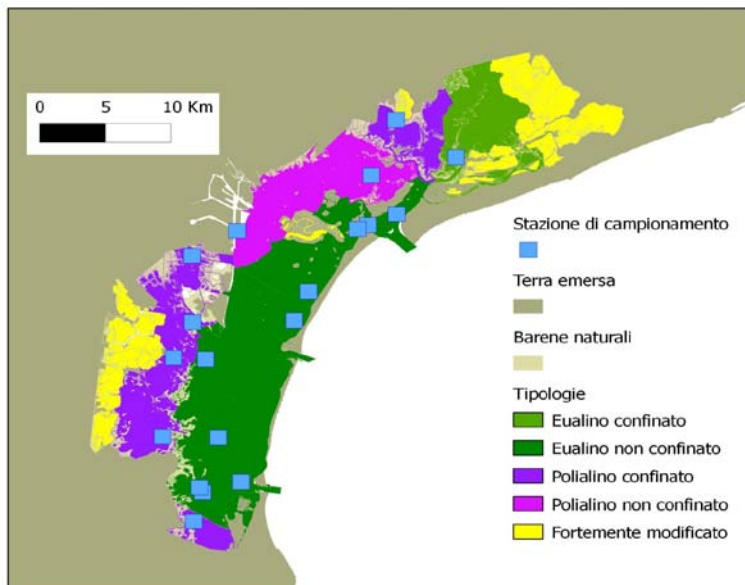 0 5 10 Km
Stazione di campionamento
Terra emersa
Barene naturali
Tipologie
Eualino confinato
Eualino non confinato
Polialino confinato
Polialino non confinato
Fortemente modificato